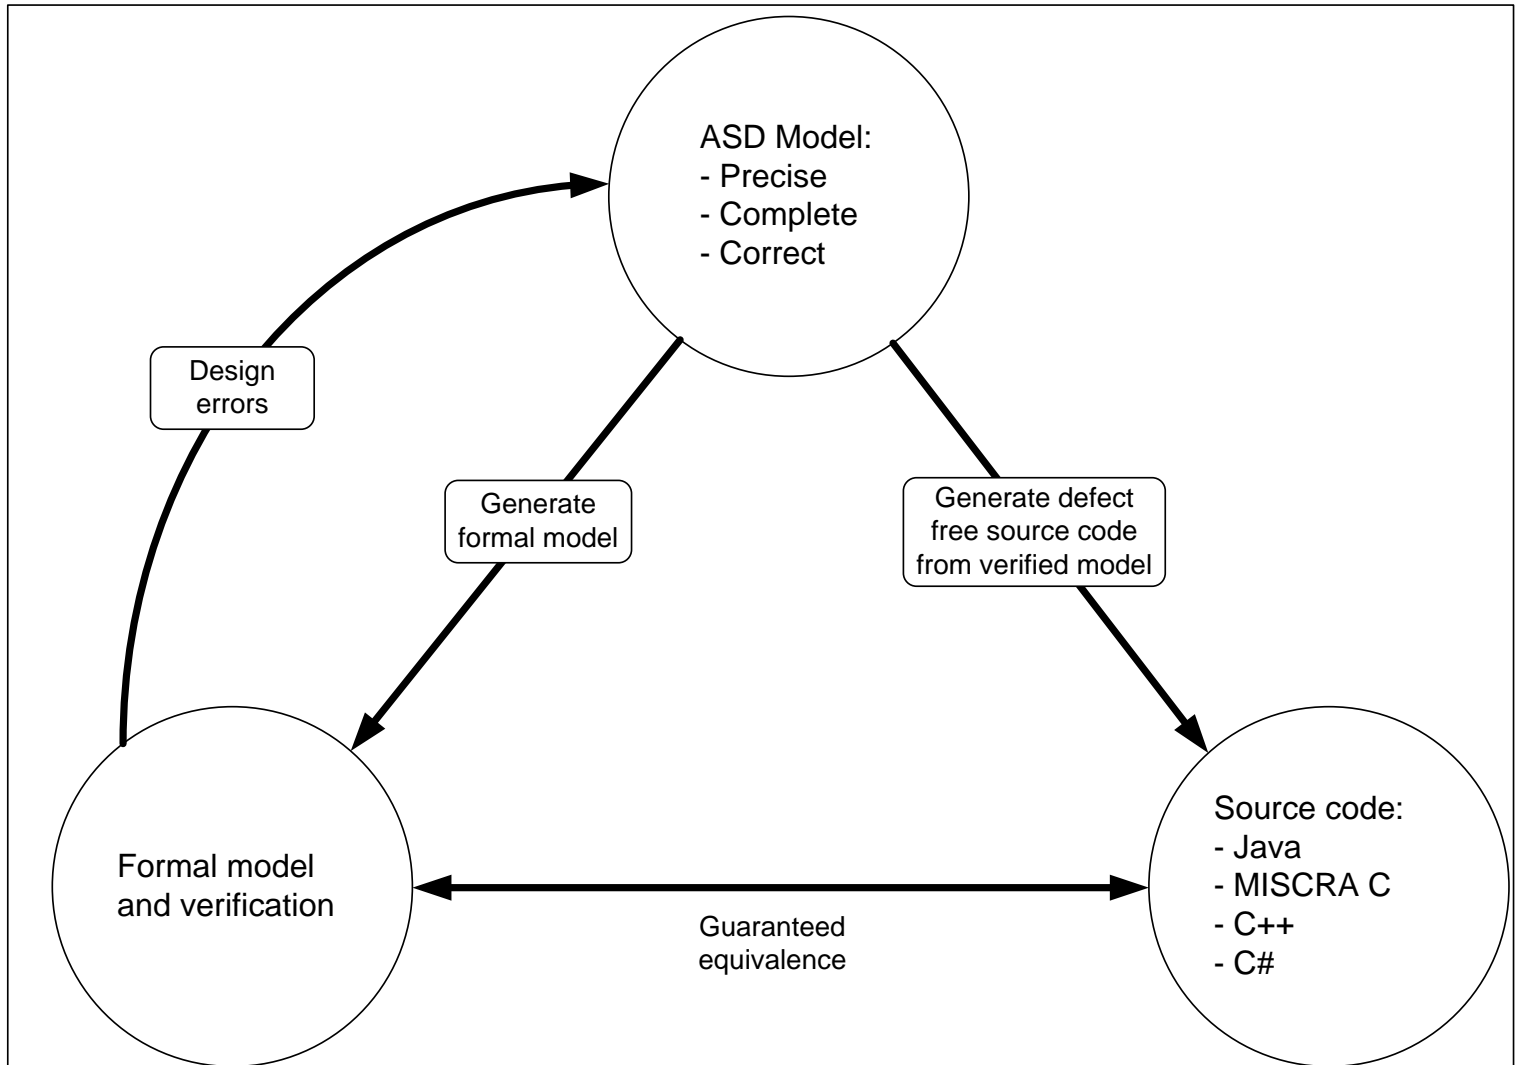 ASD Model:
- Precise
- Complete
- Correct
Design
errors
Generate
formal model
Generate defect
free source code
from verified model
Formal model
and verification
Guaranteed
equivalence
Source code:
- Java
- MISCRA C
- C++
- C#